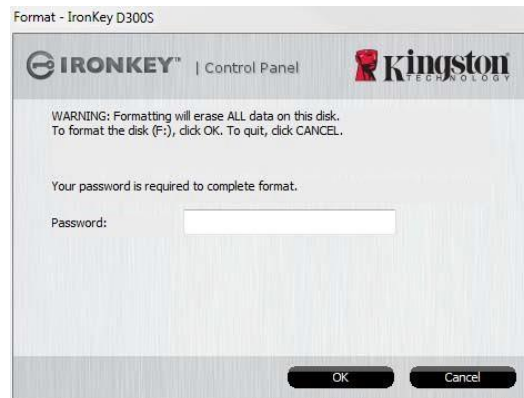 Format - IronKey D300S
IRONKEY™ | Control Panel
Kingston
TECHNOLOGY
WARNING: Formatting will erase ALL data on this disk.
To format the disk (F:), click OK. To quit, click CANCEL.
Your password is required to complete format.
Password:
OK Cancel